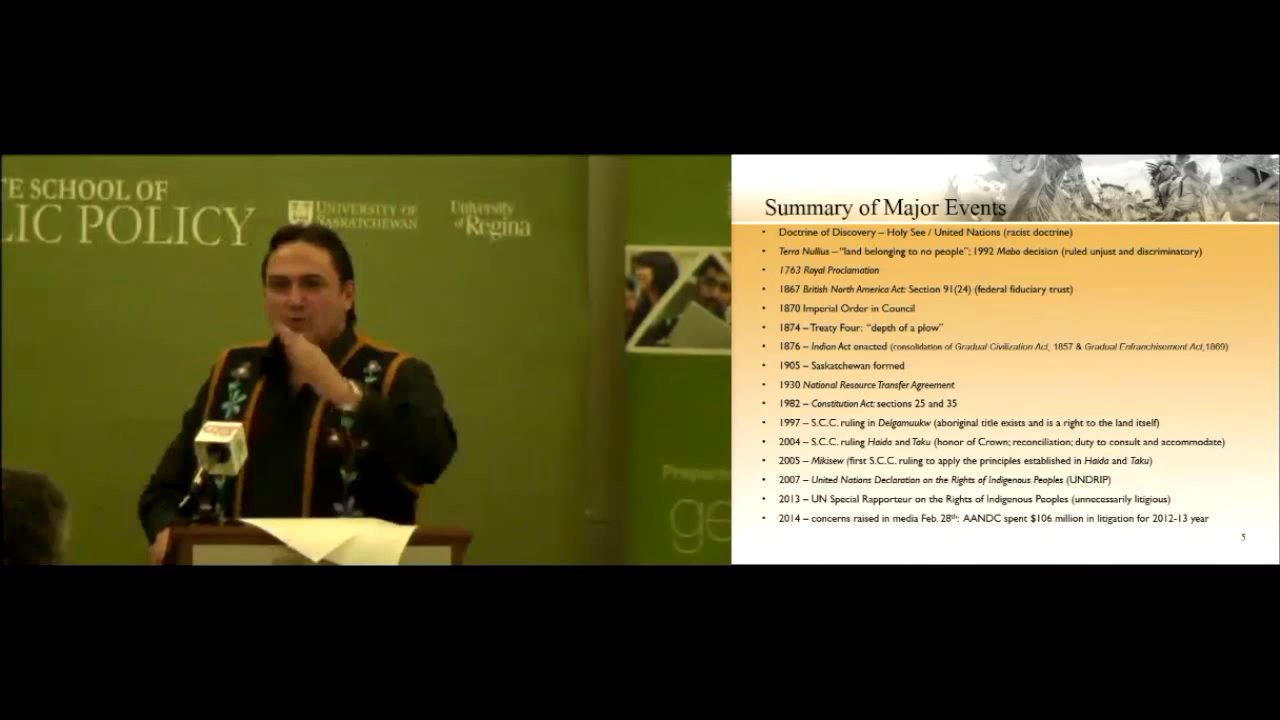 E SCHOOL OF
LIC POLICY
UNIVERSITY OF
SASKATCHEWAN
University
of Regina
Preparing
ge
Summary of Major Events
• Doctrine of Discovery – Holy See / United Nations (racist doctrine)
• Terra Nullius – “land belonging to no people”; 1992 Mabo decision (ruled unjust and discriminatory)
• 1763 Royal Proclamation
• 1867 British North America Act: Section 91(24) (federal fiduciary trust)
• 1870 Imperial Order in Council
• 1874 – Treaty Four: “depth of a plow”
• 1876 – Indian Act enacted (consolidation of Gradual Civilization Act, 1857 & Gradual Enfranchisement Act,1869)
• 1905 – Saskatchewan formed
• 1930 National Resource Transfer Agreement
• 1982 – Constitution Act: sections 25 and 35
• 1997 – S.C.C. ruling in Delgamuukw (aboriginal title exists and is a right to the land itself)
• 2004 – S.C.C. ruling Haida and Taku (honor of Crown; reconciliation; duty to consult and accommodate)
• 2005 – Mikisew (first S.C.C. ruling to apply the principles established in Haida and Taku)
• 2007 – United Nations Declaration on the Rights of Indigenous Peoples (UNDRIP)
• 2013 – UN Special Rapporteur on the Rights of Indigenous Peoples (unnecessarily litigious)
• 2014 – concerns raised in media Feb. 28th: AANDC spent $106 million in litigation for 2012-13 year
5